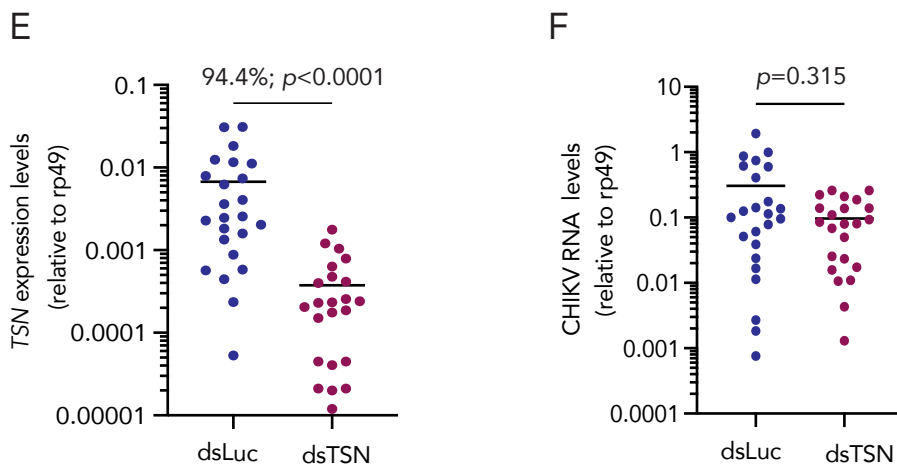 E
94.4%; p<0.0001
TSN expression levels
(relative to rp49)
0.1
0.01
0.001
0.0001
0.00001
dsLuc
dsTSN
F
p=0.315
CHIKV RNA levels
(relative to rp49)
10
1
0.1
0.01
0.001
0.0001
dsLuc
dsTSN